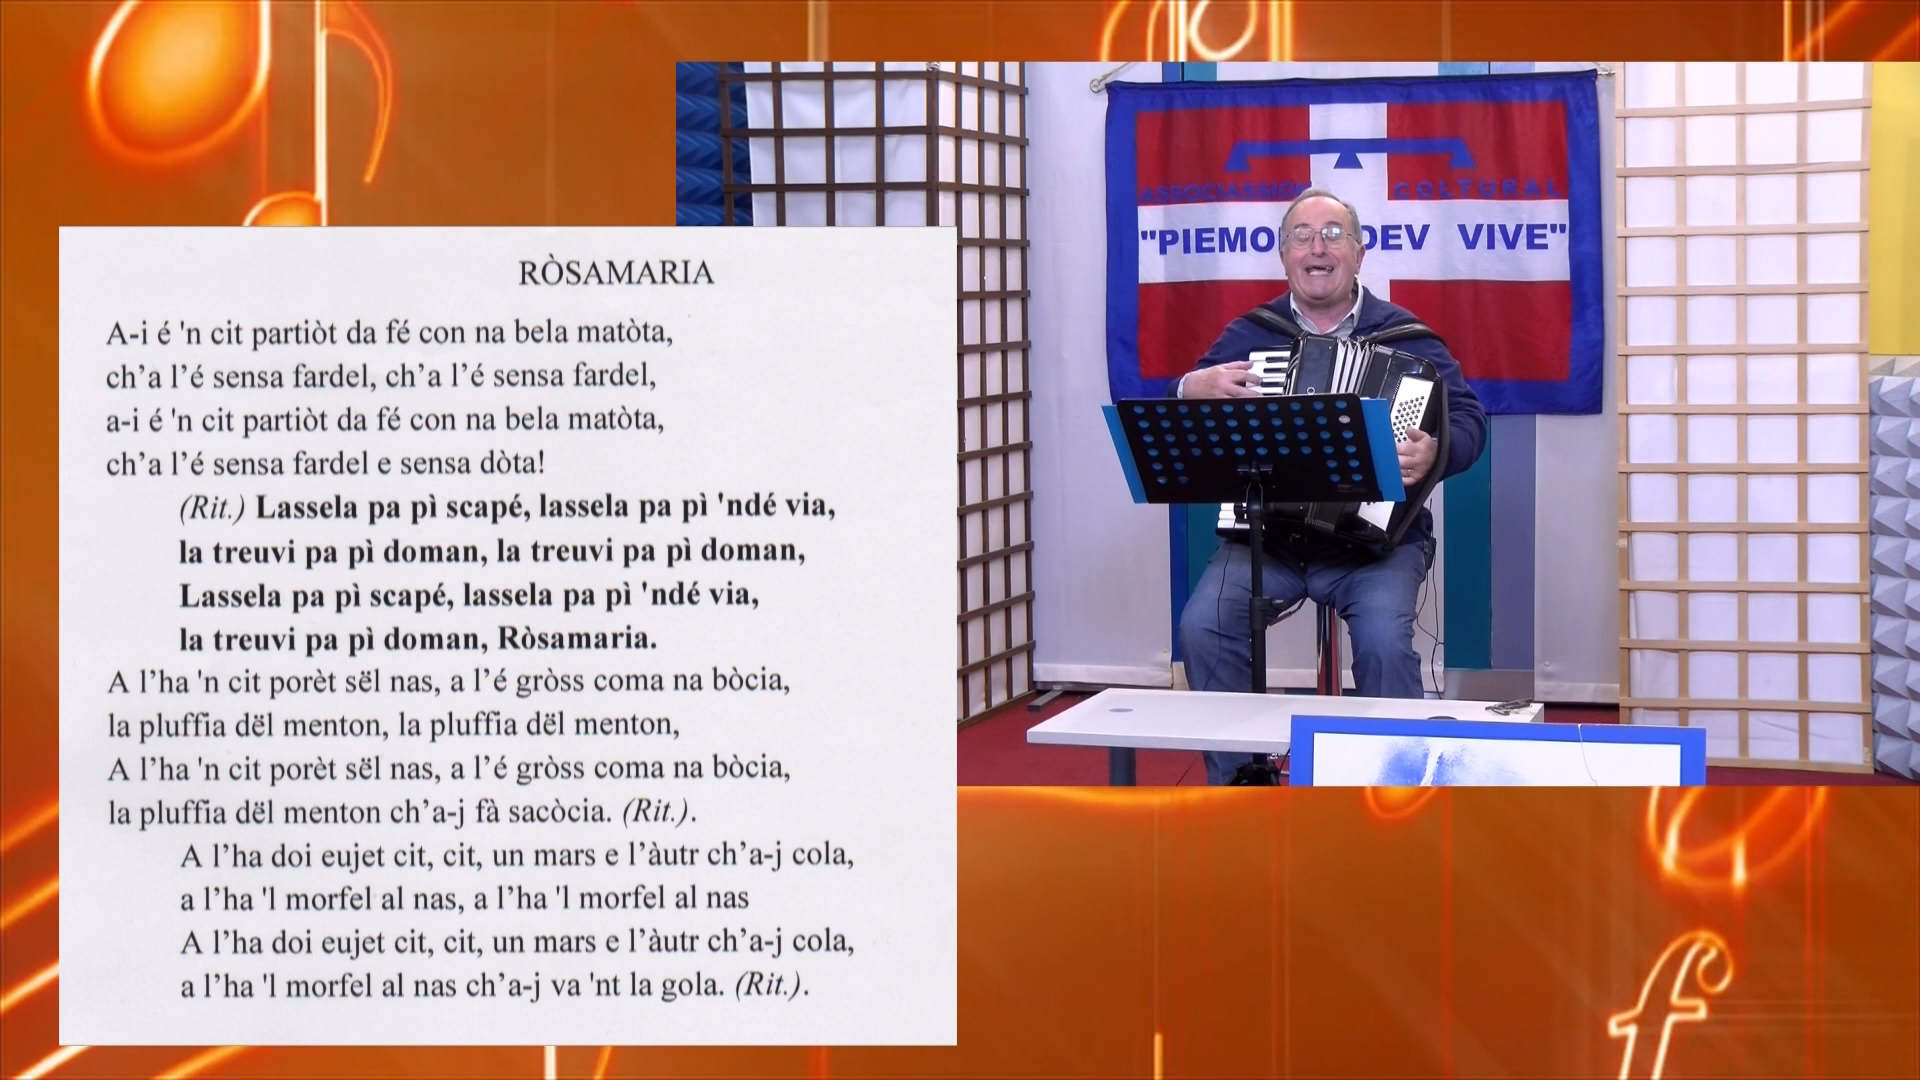 RÒSAMARIA
A-i é 'n cit partiòt da fé con na bela matòta,
ch’a l’é sensa fardel, ch’a l’é sensa fardel,
a-i é 'n cit partiòt da fé con na bela matòta,
ch’a l’é sensa fardel e sensa dòta!
(Rit.) Lassela pa pì scapé, lassela pa pì 'ndé via,
la treuvi pa pì doman, la treuvi pa pì doman,
Lassela pa pì scapé, lassela pa pì 'ndé via,
la treuvi pa pì doman, Ròsamaria.
A l’ha 'n cit porèt sël nas, a l’é gròss coma na bòcia,
la pluffia dël menton, la pluffia dël menton,
A l’ha 'n cit porèt sël nas, a l’é gròss coma na bòcia,
la pluffia dël menton ch’a-j fà sacòcia. (Rit.).
A l’ha doi eujet cit, cit, un mars e l’àutr ch’a-j cola,
a l’ha 'l morfel al nas, a l’ha 'l morfel al nas
A l’ha doi eujet cit, cit, un mars e l’àutr ch’a-j cola,
a l’ha 'l morfel al nas ch’a-j va 'nt la gola. (Rit.).
ASSOCIASSION COLTURAL
"PIEMO DEV VIVE"